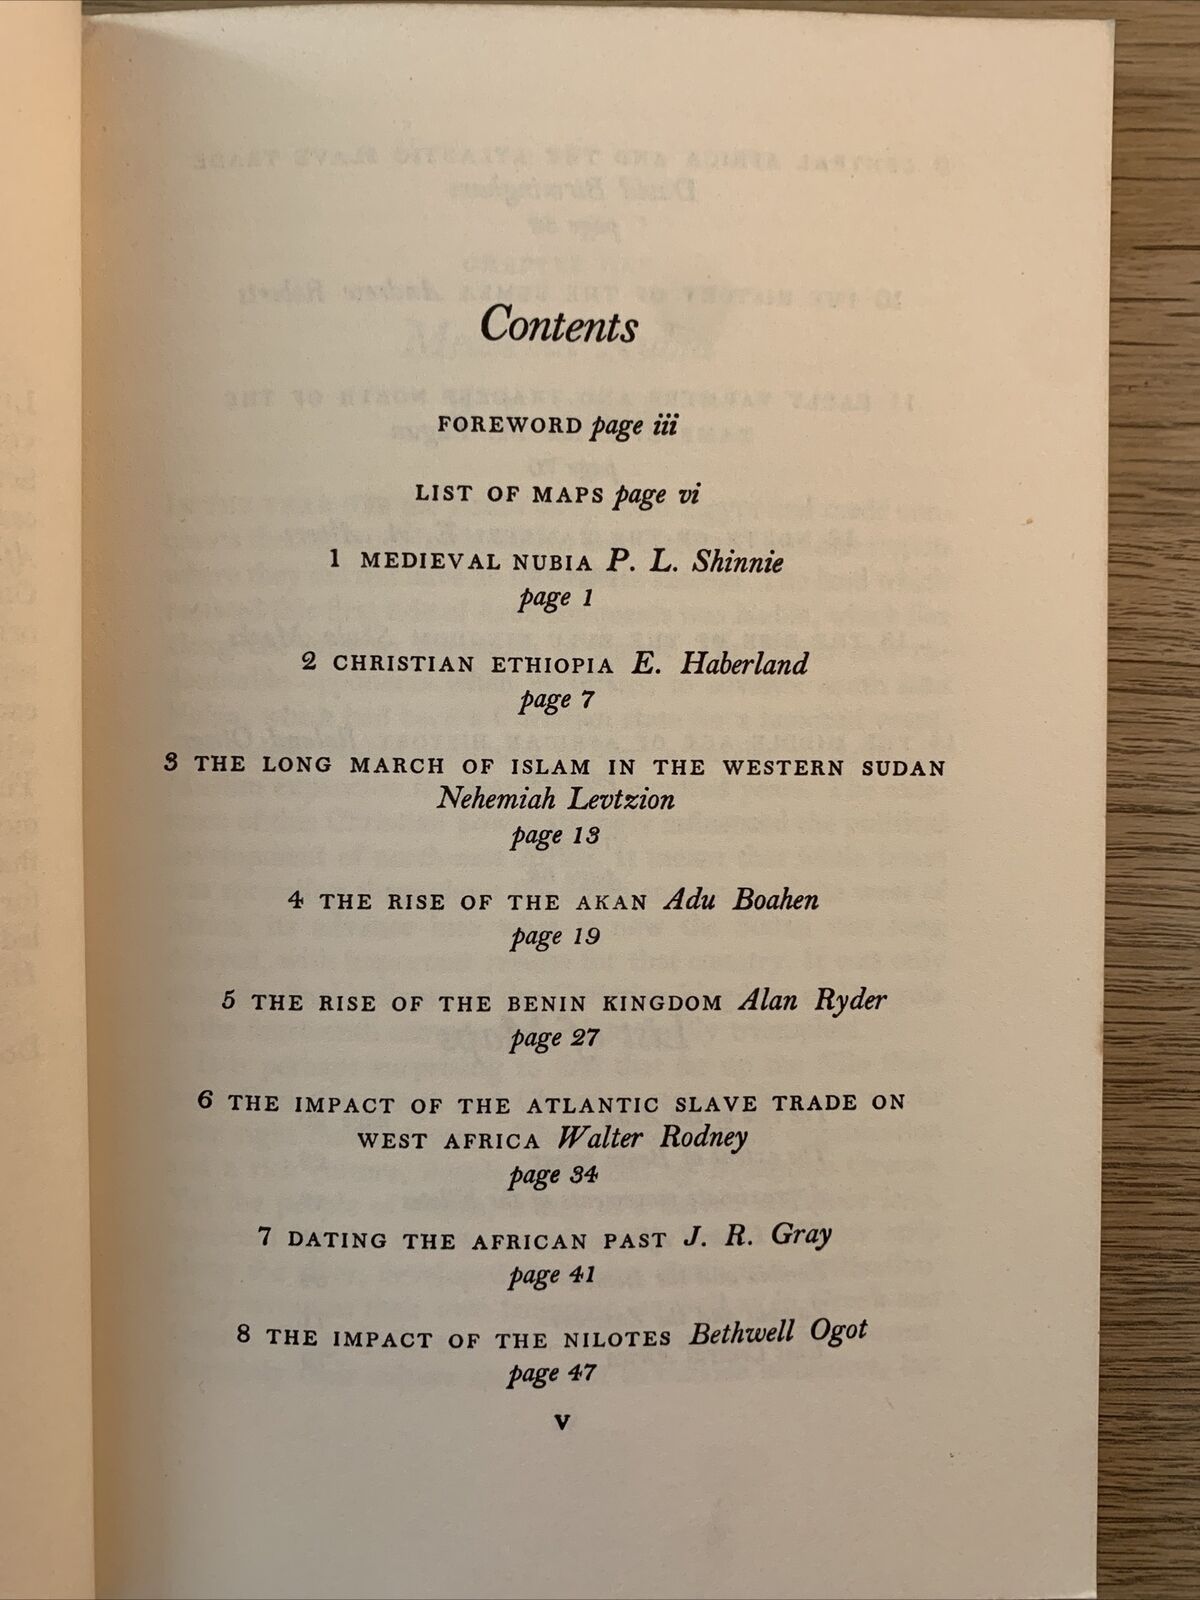 Contents
FOREWORD page iii
LIST OF MAPS page vi
1 MEDIEVAL NUBIA P. L. Shinnie
page 1
2 CHRISTIAN ETHIOPIA E. Haberland
page 7
3 THE LONG MARCH OF ISLAM IN THE WESTERN SUDAN
Nehemiah Levtzion
page 13
4 THE RISE OF THE AKAN Adu Boahen
page 19
5 THE RISE OF THE BENIN KINGDOM Alan Ryder
page 27
6 THE IMPACT OF THE ATLANTIC SLAVE TRADE ON
WEST AFRICA Walter Rodney
page 34
7 DATING THE AFRICAN PAST J. R. Gray
page 41
8 THE IMPACT OF THE NILOTES Bethwell Ogot
page 47
v